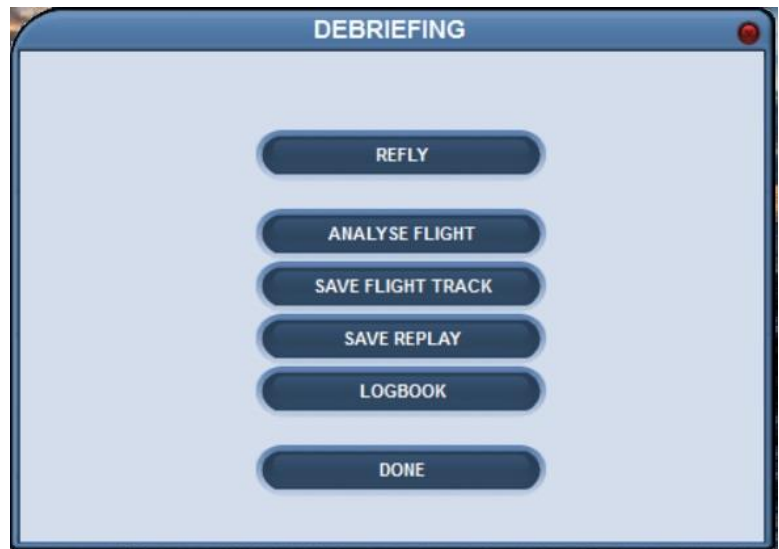 DEBRIEFING
REFLY
ANALYSE FLIGHT
SAVE FLIGHT TRACK
SAVE REPLAY
LOGBOOK
DONE